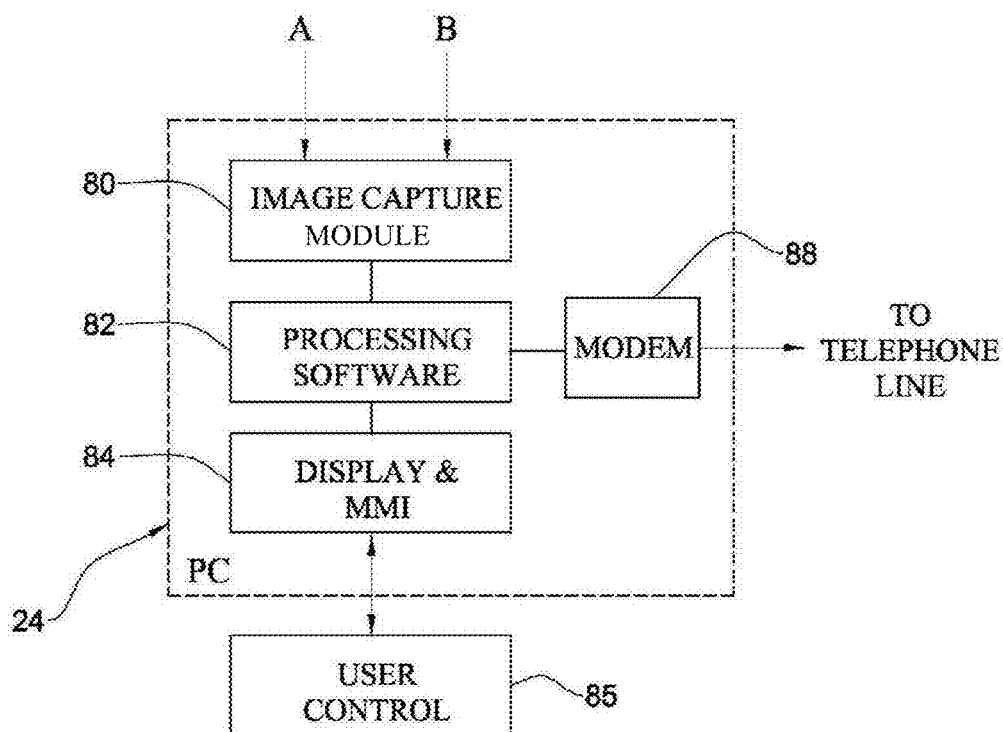 A
B
80
IMAGE CAPTURE
MODULE
88
82
PROCESSING
SOFTWARE
MODEM
TO
TELEPHONE
LINE
84
DISPLAY &
MMI
PC
24
USER
CONTROL
85